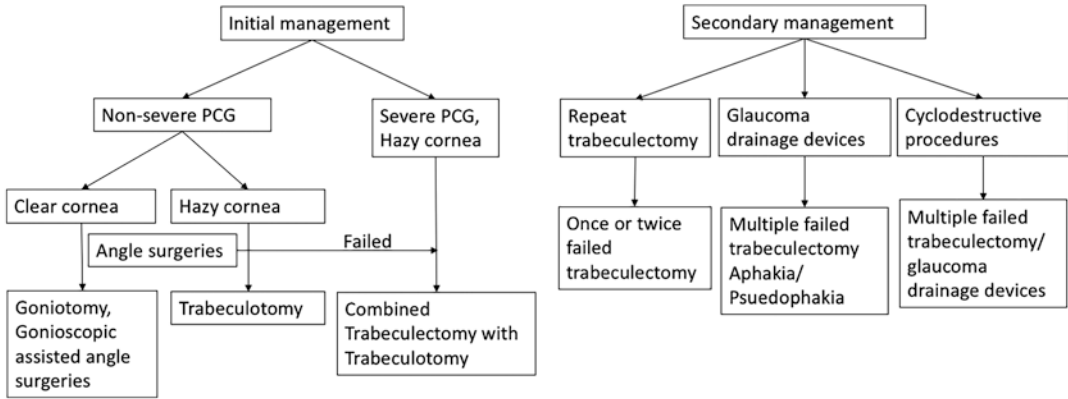 Initial management
Non-severe PCG
Severe PCG,
Hazy cornea
Clear cornea
Hazy cornea
Angle surgeries
Failed
Goniotomy,
Gonioscopic
assisted angle
surgeries
Trabeculotomy
Combined
Trabeculectomy with
Trabeculotomy
Secondary management
Repeat
trabeculectomy
Glaucoma
drainage devices
Cyclodestructive
procedures
Once or twice
failed
trabeculectomy
Multiple failed
trabeculectomy
Aphakia/
Psuedophakia
Multiple failed
trabeculectomy/
glaucoma
drainage devices